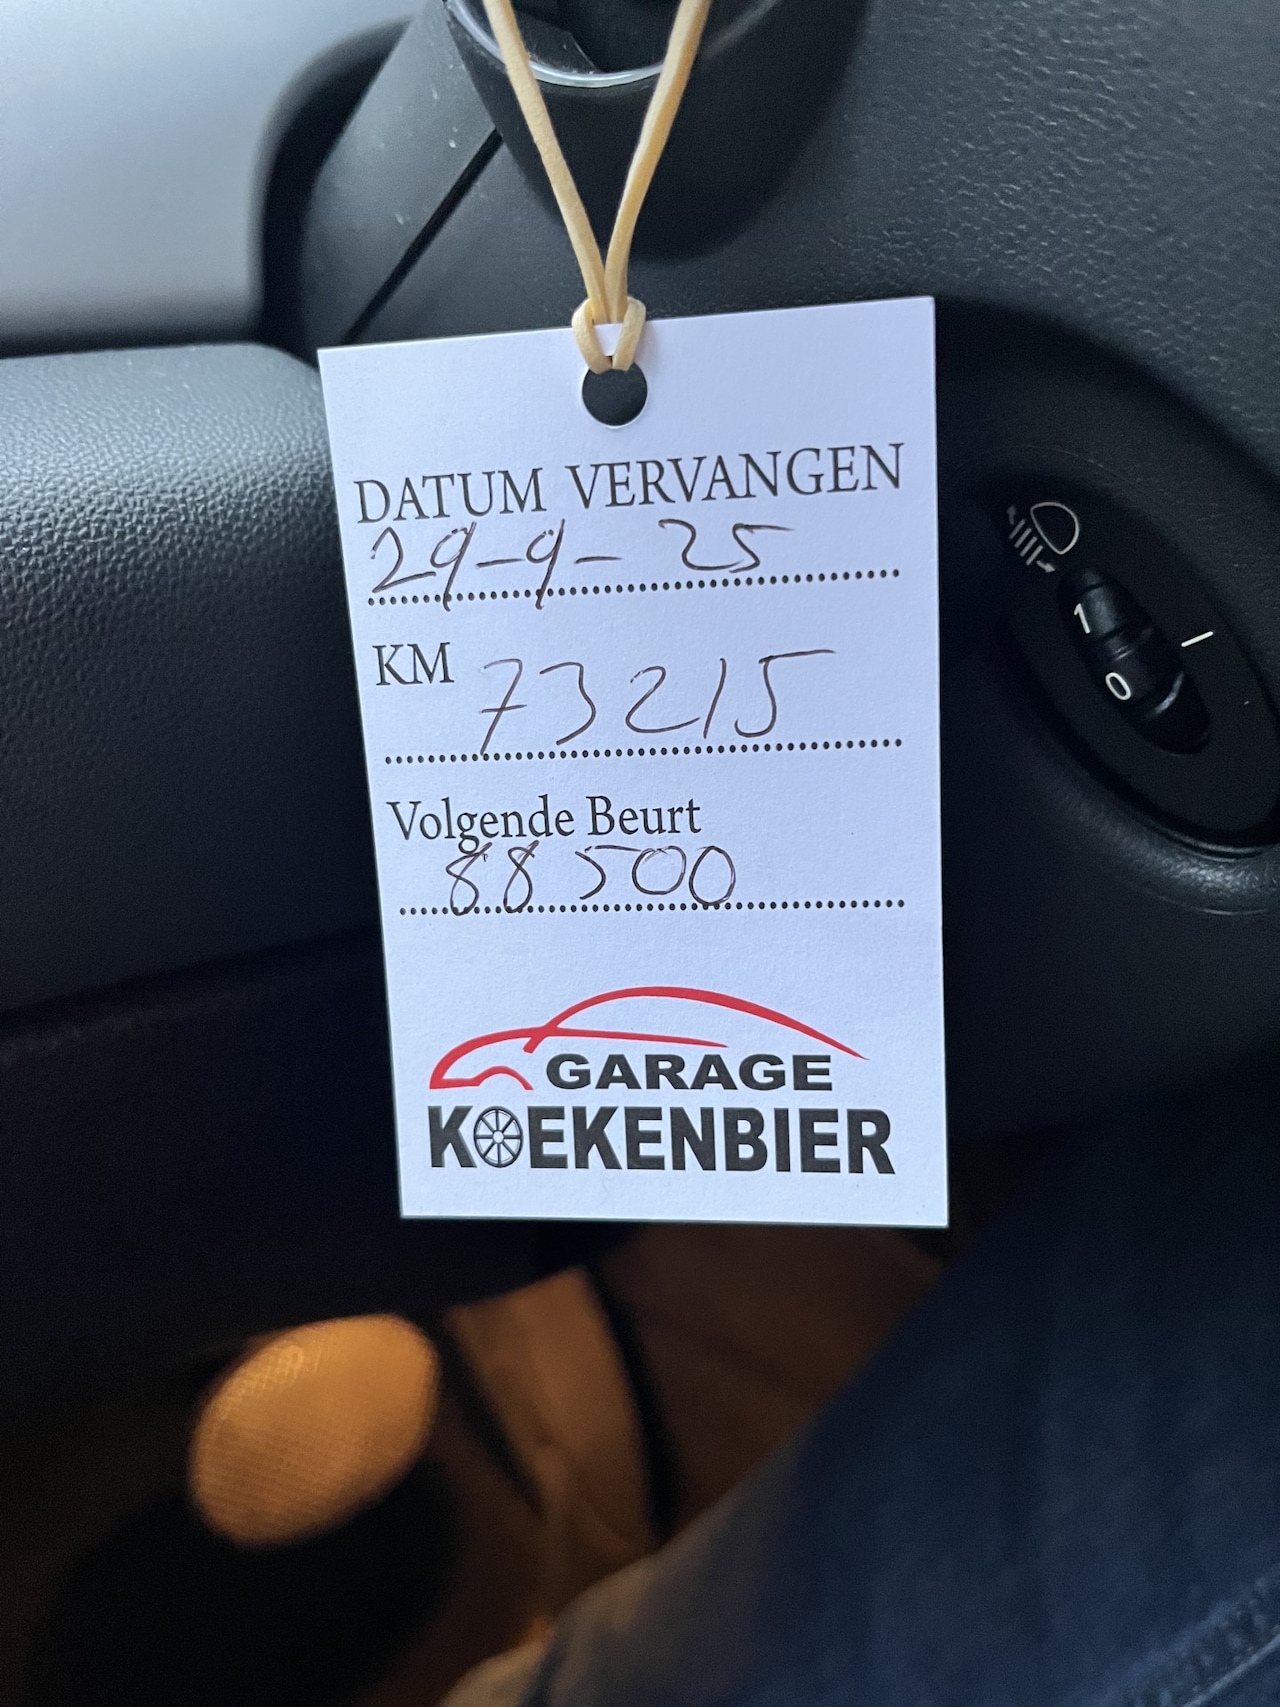 DATUM VERVANGEN
29-9-25
KM 73215
Volgende Beurt
88500
GARAGE
KOEKENBIER
1
0